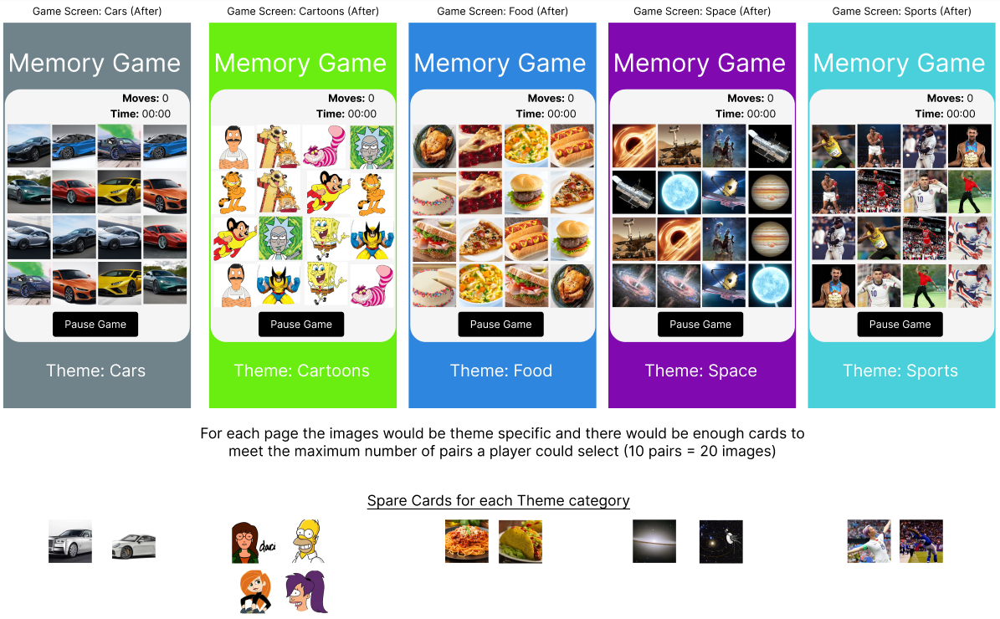 Game Screen: Cars (After)
Game Screen: Cartoons (After)
Game Screen: Food (After)
Game Screen: Space (After)
Game Screen: Sports (After)
Memory Game
Moves: 0
Time: 00:00
Pause Game
Theme: Cars
Memory Game
Moves: 0
Time: 00:00
Pause Game
Theme: Cartoons
Memory Game
Moves: 0
Time: 00:00
Pause Game
Theme: Food
Memory Game
Moves: 0
Time: 00:00
Pause Game
Theme: Space
Memory Game
Moves: 0
Time: 00:00
10
10
Pause Game
Theme: Sports
For each page the images would be theme specific and there would be enough cards to
meet the maximum number of pairs a player could select (10 pairs = 20 images)
Spare Cards for each Theme category